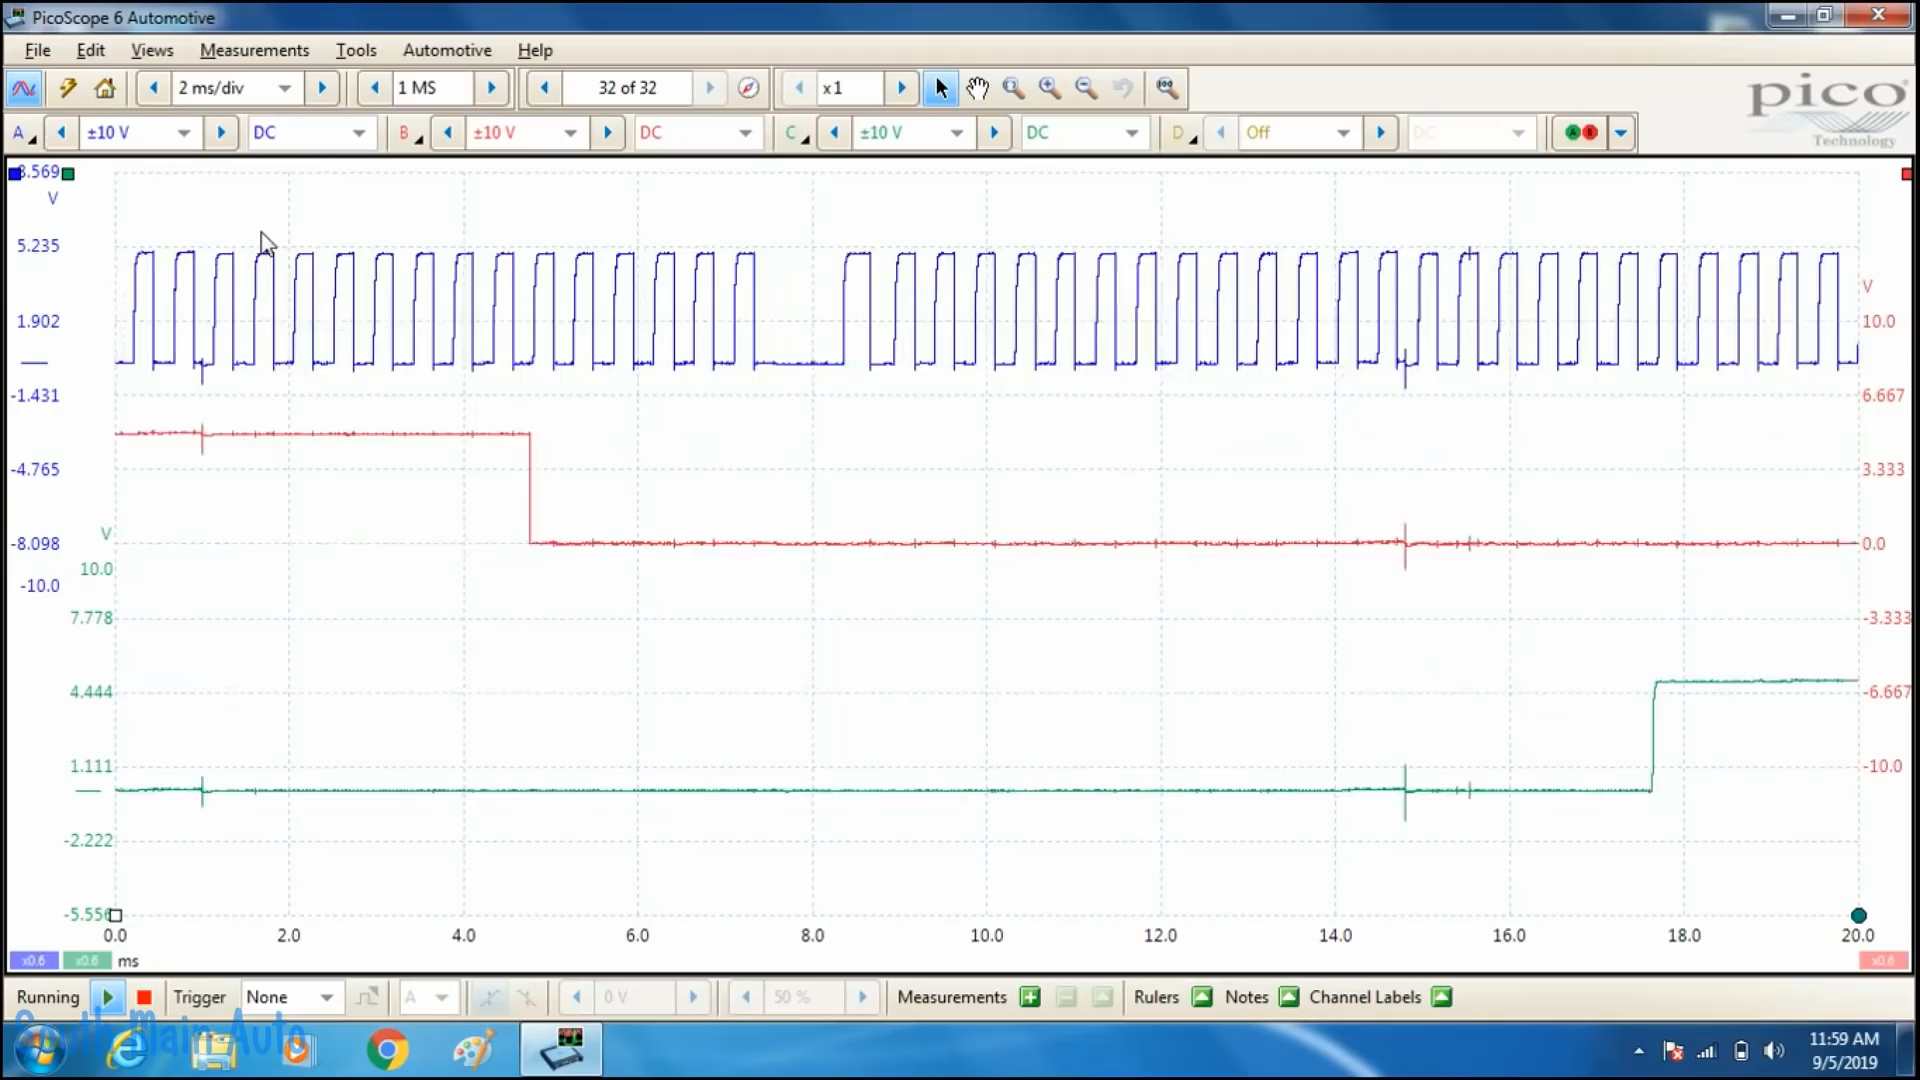 PicoScope 6 Automotive
File Edit Views Measurements Tools Automotive Help
2 ms/div 1 MS 32 of 32 x1
pico
Technology
A ±10 V DC B ±10 V DC C ±10 V DC D Off DC
8.569
V
5.235
1.902
-1.431
-4.765
-8.098
-10.0
V
10.0
6.667
3.333
0.0
-3.333
-6.667
-10.0
V
10.0
7.778
4.444
1.111
-2.222
-5.556
0.0 2.0 4.0 6.0 8.0 10.0 12.0 14.0 16.0 18.0 20.0
x0.6 x0.6 ms x0.6
Running Trigger None A 0 V 50 % Measurements Rulers Notes Channel Labels
South Main Auto
11:59 AM
9/5/2019